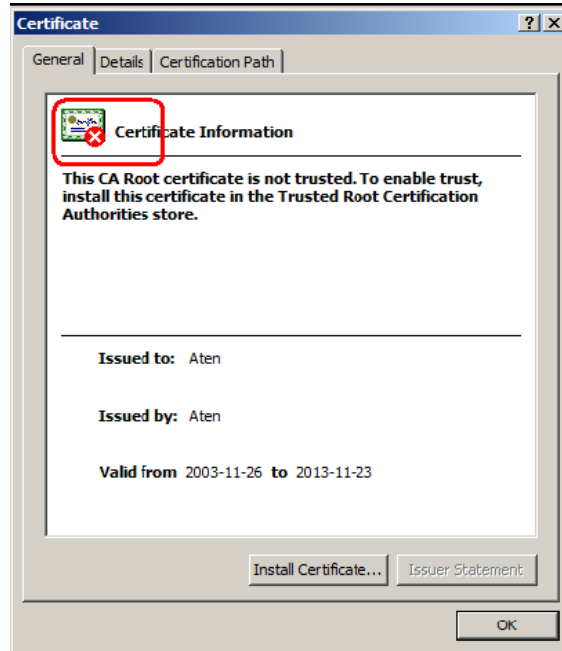 Certificate ? X
General Details Certification Path
Certificate Information
This CA Root certificate is not trusted. To enable trust,
install this certificate in the Trusted Root Certification
Authorities store.
Issued to: Aten
Issued by: Aten
Valid from 2003-11-26 to 2013-11-23
Install Certificate... Issuer Statement
OK